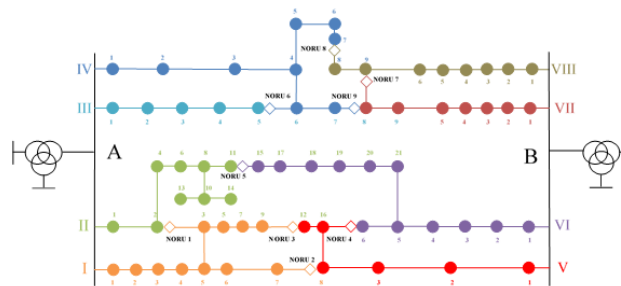 5 6
7
NORU 8
1 2 3 4 8 9
IV 6 5 4 3 2 1 VIII
NORU 7
NORU 6 NORU 9
III VII
1 2 3 4 5 6 7 8 9 5 4 3 2 1
A B
4 6 8 11 15 17 18 19 20 21
NORU 5
13 10 14
1 2 3 5 7 9 12 16
II VI
NORU 1 NORU 3 NORU 4 6 5 4 3 2 1
NORU 2
I V
1 2 3 4 5 6 7 8 3 2 1